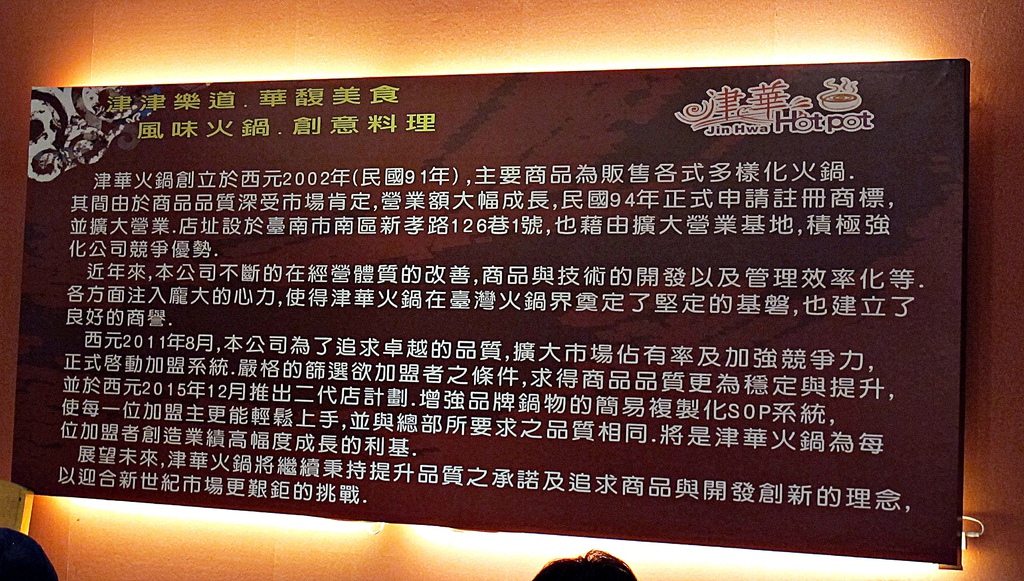 津津樂道.華馥美食
風味火鍋.創意料理
津華
Jin Hwa Hotpot
津華火鍋創立於西元2002年(民國91年),主要商品為販售各式多樣化火鍋.
其間由於商品品質深受市場肯定,營業額大幅成長,民國94年正式申請註冊商標,
並擴大營業.店址設於臺南市南區新孝路126巷1號,也藉由擴大營業基地,積極強
化公司競爭優勢.
近年來,本公司不斷的在經營體質的改善,商品與技術的開發以及管理效率化等.
各方面注入龐大的心力,使得津華火鍋在臺灣火鍋界奠定了堅定的基磐,也建立了
良好的商譽.
西元2011年8月,本公司為了追求卓越的品質,擴大市場佔有率及加強競爭力,
正式啓動加盟系統.嚴格的篩選欲加盟者之條件,求得商品品質更為穩定與提升,
並於西元2015年12月推出二代店計劃.增強品牌鍋物的簡易複製化SOP系統,
使每一位加盟主更能輕鬆上手,並與總部所要求之品質相同.將是津華火鍋為每
位加盟者創造業績高幅度成長的利基.
展望未來,津華火鍋將繼續秉持提升品質之承諾及追求商品與開發創新的理念,
以迎合新世紀市場更艱鉅的挑戰.